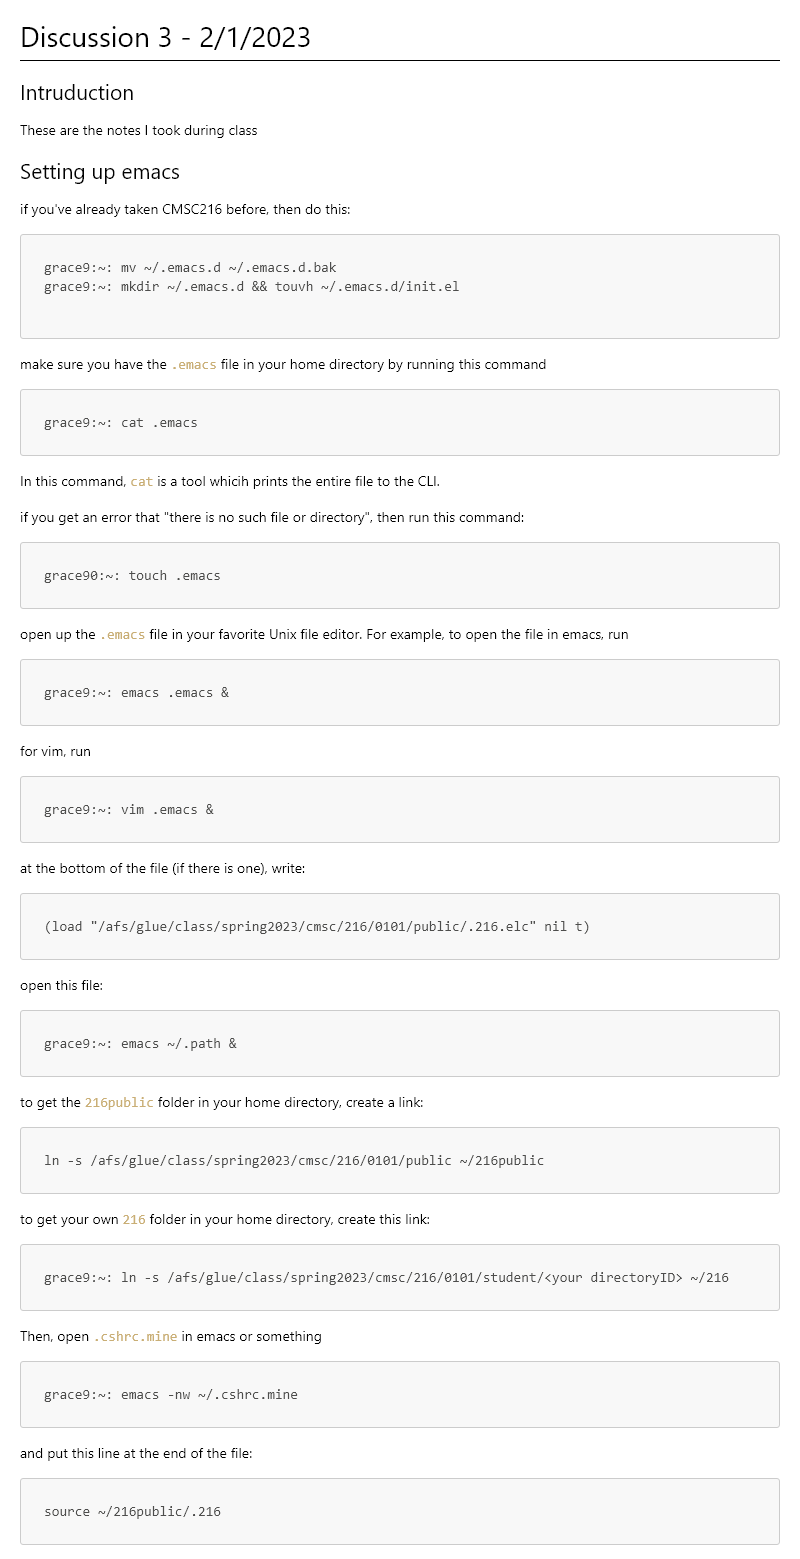 Discussion 3 - 2/1/2023
Intruduction
These are the notes I took during class
Setting up emacs
if you've already taken CMSC216 before, then do this:
grace9:~: mv ~/.emacs.d ~/.emacs.d.bak
grace9:~: mkdir ~/.emacs.d && touvh ~/.emacs.d/init.el
make sure you have the .emacs file in your home directory by running this command
grace9:~: cat .emacs
In this command, cat is a tool whicih prints the entire file to the CLI.
if you get an error that "there is no such file or directory", then run this command:
grace90:~: touch .emacs
open up the .emacs file in your favorite Unix file editor. For example, to open the file in emacs, run
grace9:~: emacs .emacs &
for vim, run
grace9:~: vim .emacs &
at the bottom of the file (if there is one), write:
(load "/afs/glue/class/spring2023/cmsc/216/0101/public/.216.elc" nil t)
open this file:
grace9:~: emacs ~/.path &
to get the 216public folder in your home directory, create a link:
ln -s /afs/glue/class/spring2023/cmsc/216/0101/public ~/216public
to get your own 216 folder in your home directory, create this link:
grace9:~: ln -s /afs/glue/class/spring2023/cmsc/216/0101/student/<your directoryID> ~/216
Then, open .cshrc.mine in emacs or something
grace9:~: emacs -nw ~/.cshrc.mine
and put this line at the end of the file:
source ~/216public/.216